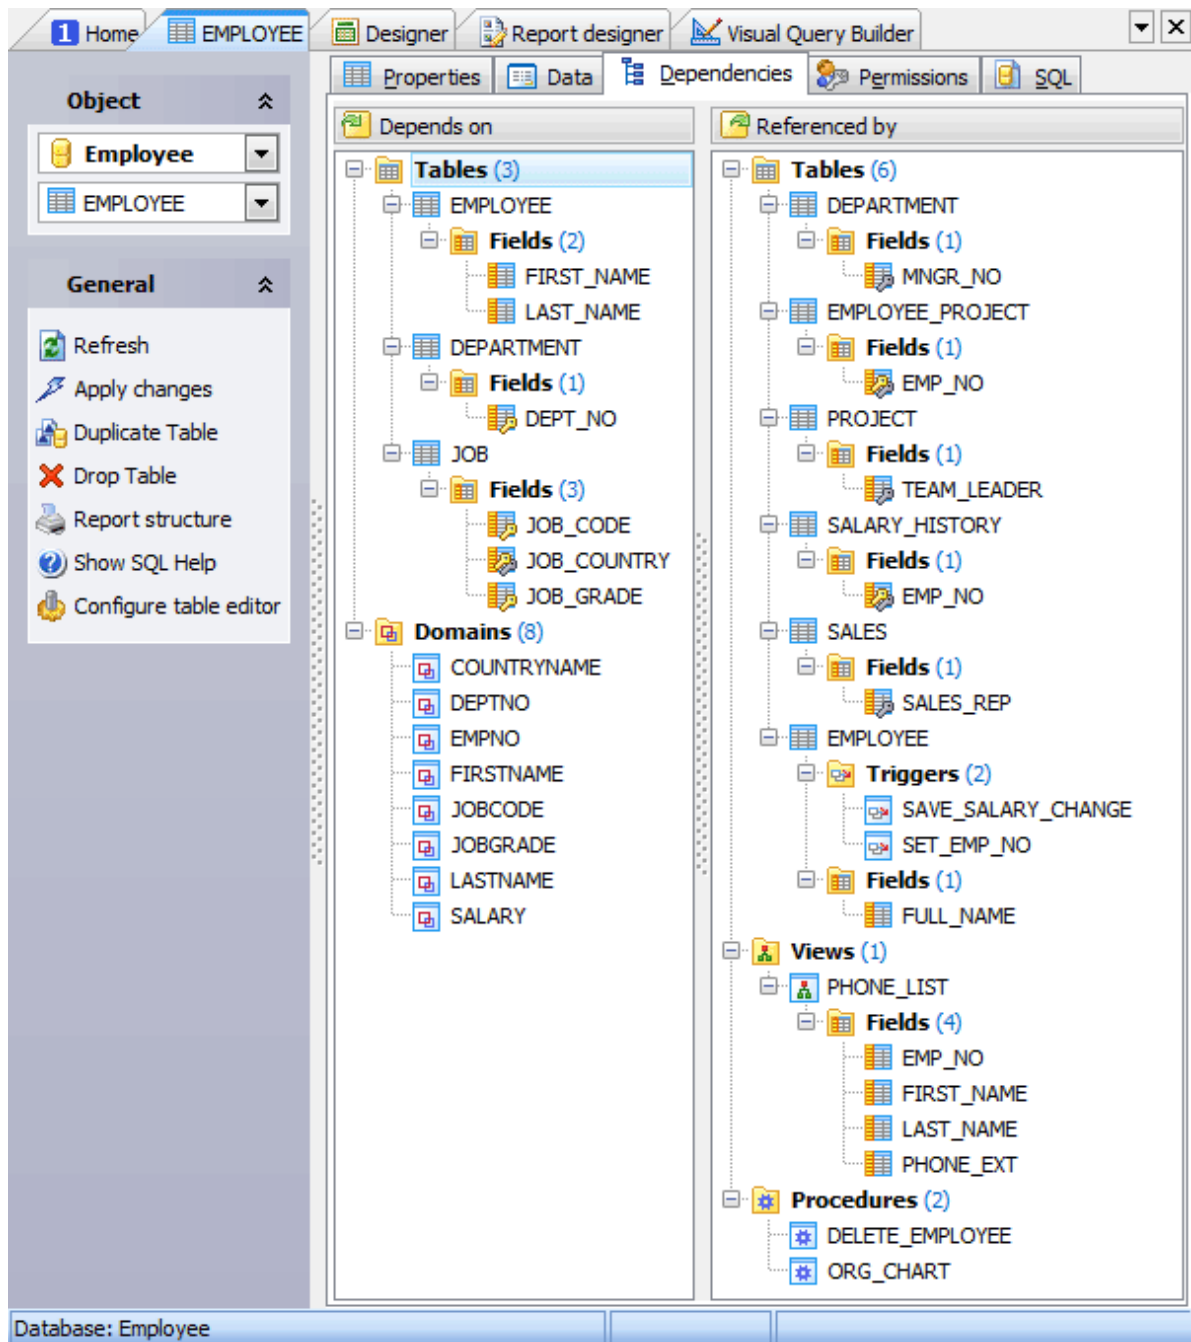 1 Home
EMPLOYEE
Designer
Report designer
Visual Query Builder
Properties
Data
Dependencies
Permissions
SQL
Object
Employee
EMPLOYEE
General
Refresh
Apply changes
Duplicate Table
Drop Table
Report structure
Show SQL Help
Configure table editor
Depends on
Tables (3)
EMPLOYEE
Fields (2)
FIRST_NAME
LAST_NAME
DEPARTMENT
Fields (1)
DEPT_NO
JOB
Fields (3)
JOB_CODE
JOB_COUNTRY
JOB_GRADE
Domains (8)
COUNTRYNAME
DEPTNO
EMPNO
FIRSTNAME
JOBCODE
JOBGRADE
LASTNAME
SALARY
Referenced by
Tables (6)
DEPARTMENT
Fields (1)
MNGR_NO
EMPLOYEE_PROJECT
Fields (1)
EMP_NO
PROJECT
Fields (1)
TEAM_LEADER
SALARY_HISTORY
Fields (1)
EMP_NO
SALES
Fields (1)
SALES_REP
EMPLOYEE
Triggers (2)
SAVE_SALARY_CHANGE
SET_EMP_NO
Fields (1)
FULL_NAME
Views (1)
PHONE_LIST
Fields (4)
EMP_NO
FIRST_NAME
LAST_NAME
PHONE_EXT
Procedures (2)
DELETE_EMPLOYEE
ORG_CHART
Database: Employee